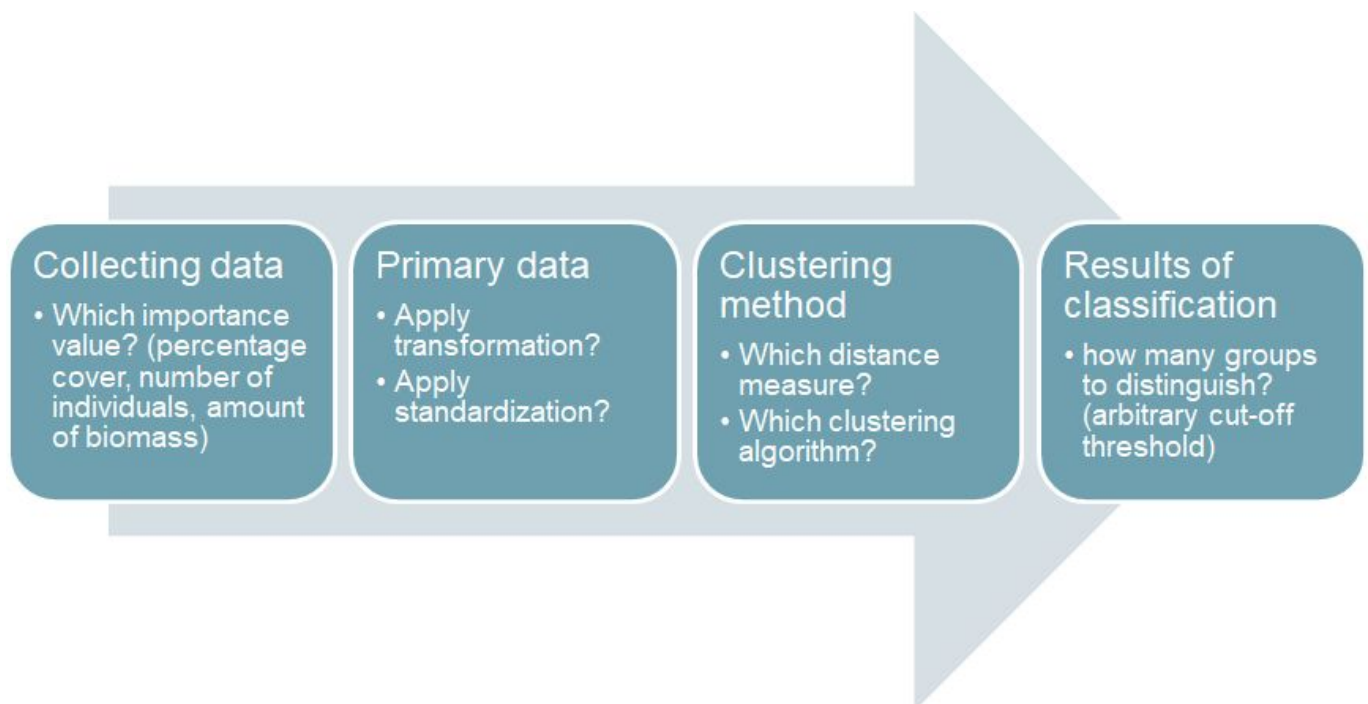 Collecting data
• Which importance
value? (percentage
cover, number of
individuals, amount
of biomass)
Primary data
• Apply
transformation?
• Apply
standardization?
Clustering
method
• Which distance
measure?
• Which clustering
algorithm?
Results of
classification
• how many groups
to distinguish?
(arbitrary cut-off
threshold)